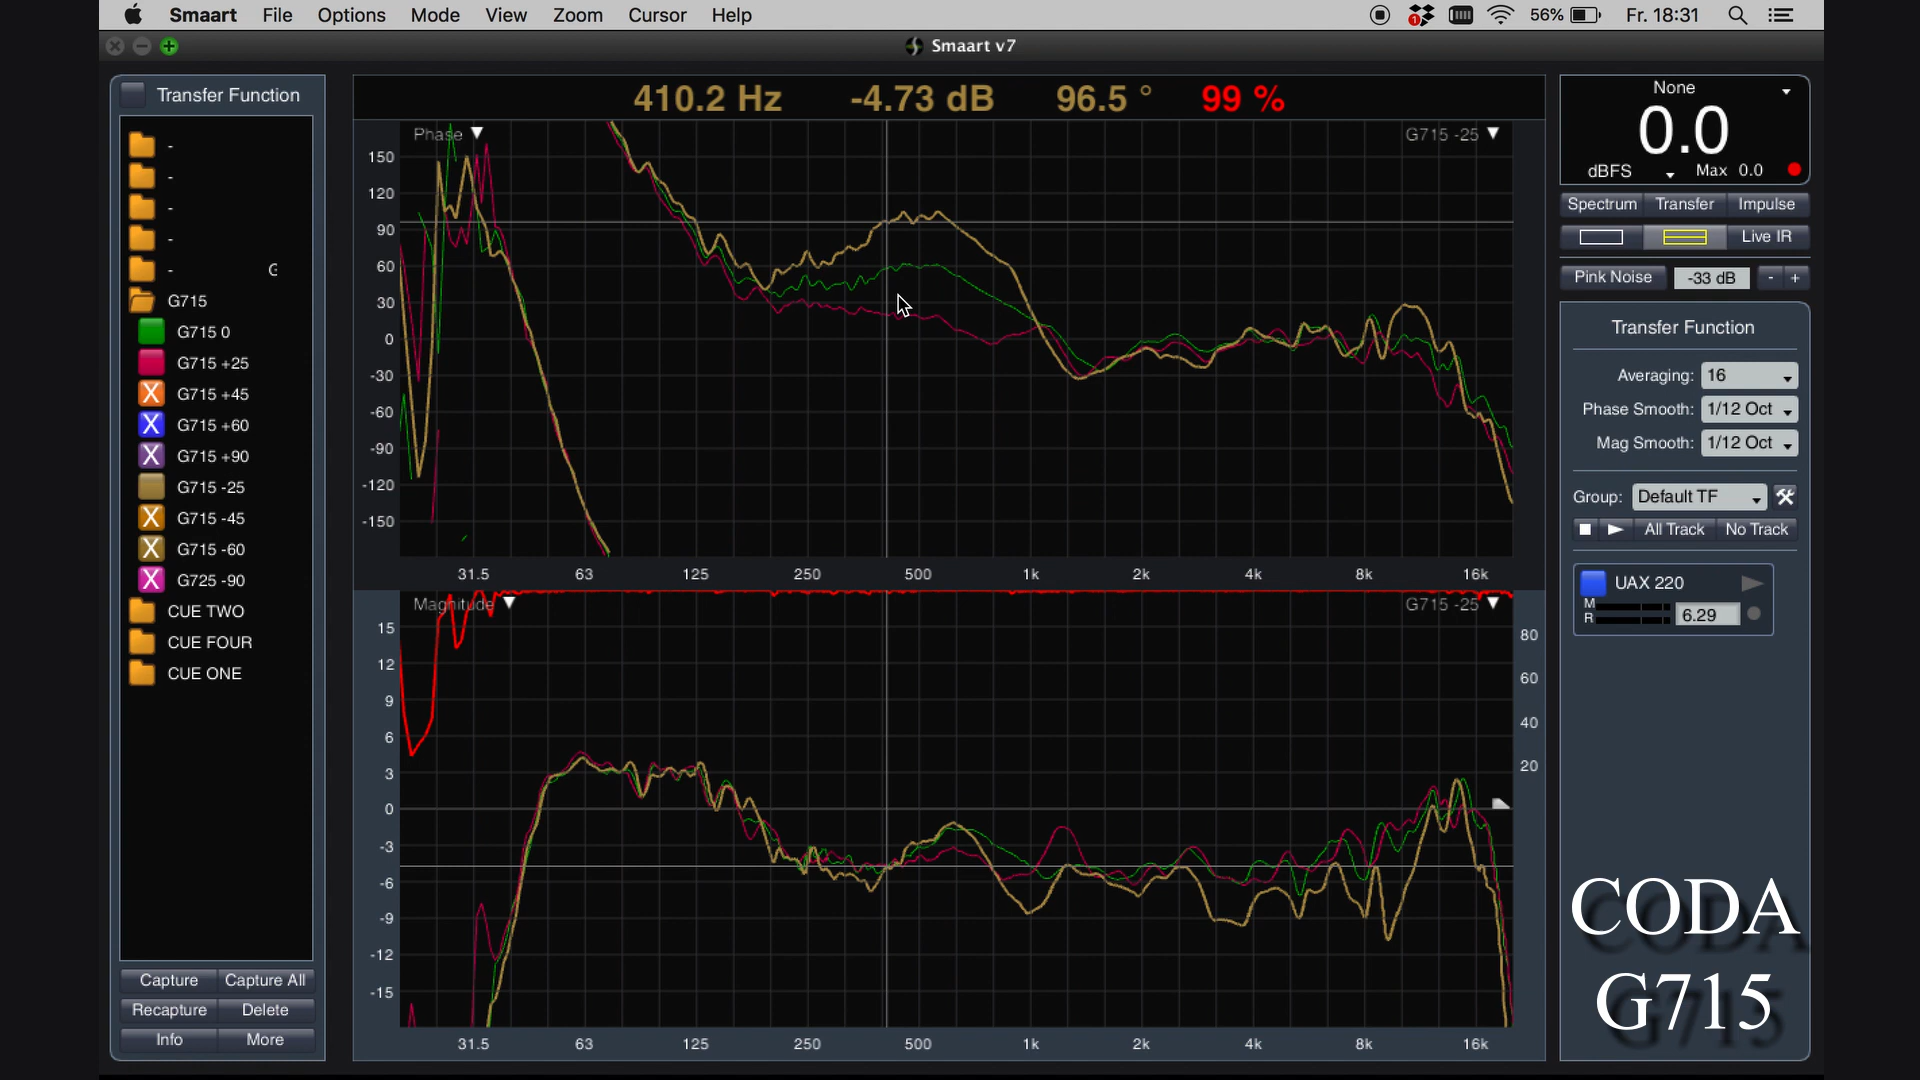 Smaart File Options Mode View Zoom Cursor Help 1 56% Fr. 18:31
Smaart v7
Transfer Function
-
-
-
-
- G
G715
G715 0
G715 +25
X G715 +45
X G715 +60
X G715 +90
G715 -25
X G715 -45
X G715 -60
X G725 -90
CUE TWO
CUE FOUR
CUE ONE
Capture Capture All
Recapture Delete
Info More
410.2 Hz -4.73 dB 96.5 ° 99 %
Phase G715 -25
150
120
90
60
30
0
-30
-60
-90
-120
-150
31.5 63 125 250 500 1k 2k 4k 8k 16k
Magnitude G715 -25
15
12
9
6
3
0
-3
-6
-9
-12
-15
80
60
40
20
31.5 63 125 250 500 1k 2k 4k 8k 16k
None
0.0
dBFS Max 0.0
Spectrum Transfer Impulse
Live IR
Pink Noise -33 dB - +
Transfer Function
Averaging: 16
Phase Smooth: 1/12 Oct
Mag Smooth: 1/12 Oct
Group: Default TF
All Track No Track
UAX 220
M
R 6.29
CODA
G715